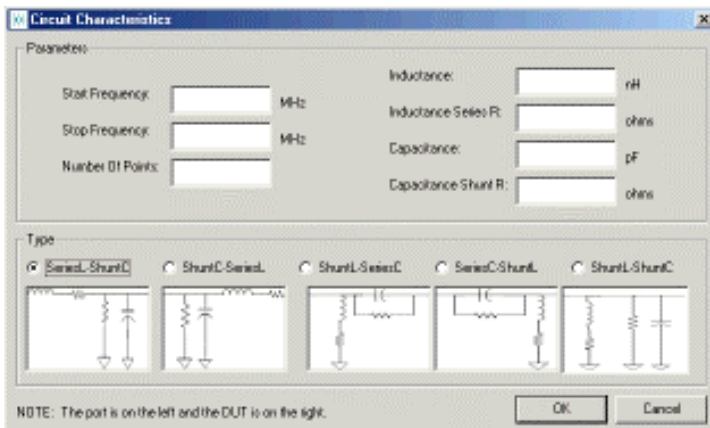 Circuit Characteristics
Parameters
Start Frequency: MHz
Stop Frequency: MHz
Number Of Points:
Inductance: nH
Inductance Series R: ohms
Capacitance: pF
Capacitance Shunt R: ohms
Type
SeriesL-ShuntC ShuntC-SeriesL ShuntL-SeriesC SeriesC-ShuntL ShuntL-ShuntC
NOTE: The port is on the left and the DUT is on the right.
OK Cancel